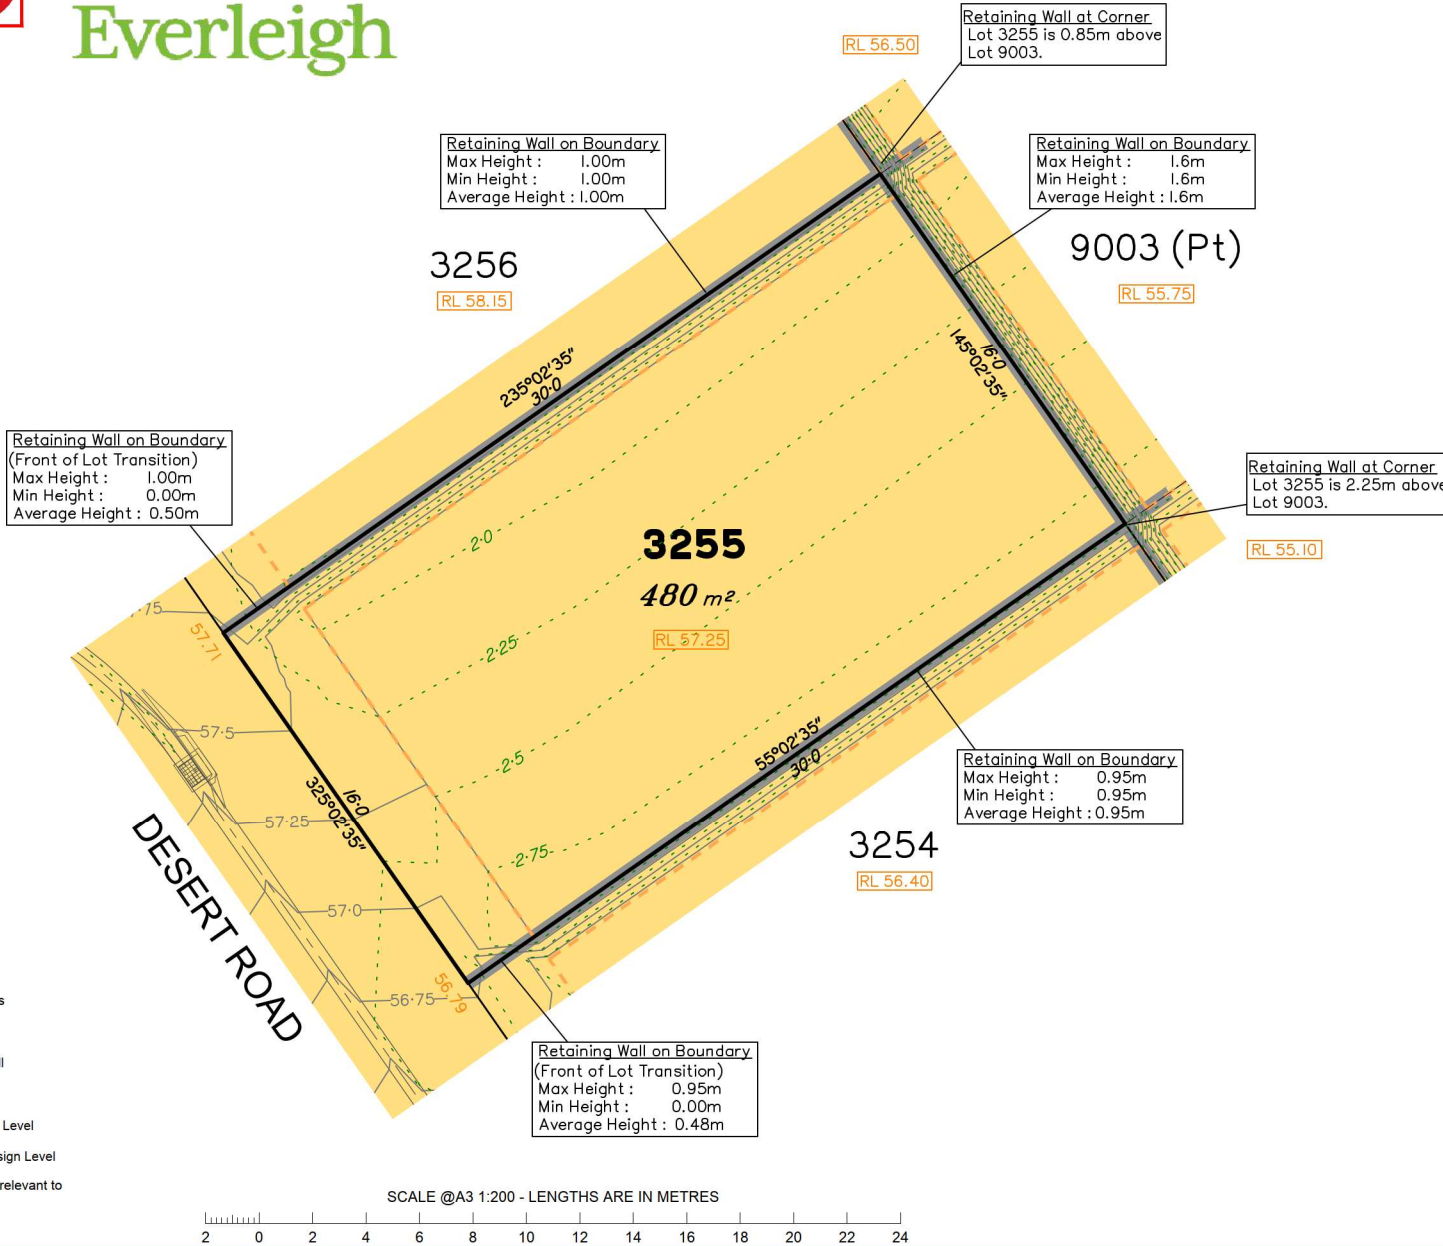 Everleigh
RL 56.50
Retaining Wall at Corner
Lot 3255 is 0.85m above
Lot 9003.
Retaining Wall on Boundary
Max Height : 1.00m
Min Height : 1.00m
Average Height : 1.00m
Retaining Wall on Boundary
Max Height : 1.6m
Min Height : 1.6m
Average Height : 1.6m
3256
RL 58.15
9003 (Pt)
RL 55.75
235°02'35"
30·0
16·0
145°02'35"
Retaining Wall on Boundary
(Front of Lot Transition)
Max Height : 1.00m
Min Height : 0.00m
Average Height : 0.50m
Retaining Wall at Corner
Lot 3255 is 2.25m above
Lot 9003.
RL 55.10
3255
480 m²
RL 57.25
-2·0
-2·25
-2·5
-2·75
·75
57.71
57·5
57·25
57·0
56·75
56.79
16·0
325°02'35"
55°02'35"
30·0
Retaining Wall on Boundary
Max Height : 0.95m
Min Height : 0.95m
Average Height : 0.95m
3254
RL 56.40
DESERT ROAD
Retaining Wall on Boundary
(Front of Lot Transition)
Max Height : 0.95m
Min Height : 0.00m
Average Height : 0.48m
Level
sign Level
relevant to
SCALE @A3 1:200 - LENGTHS ARE IN METRES
2 0 2 4 6 8 10 12 14 16 18 20 22 24